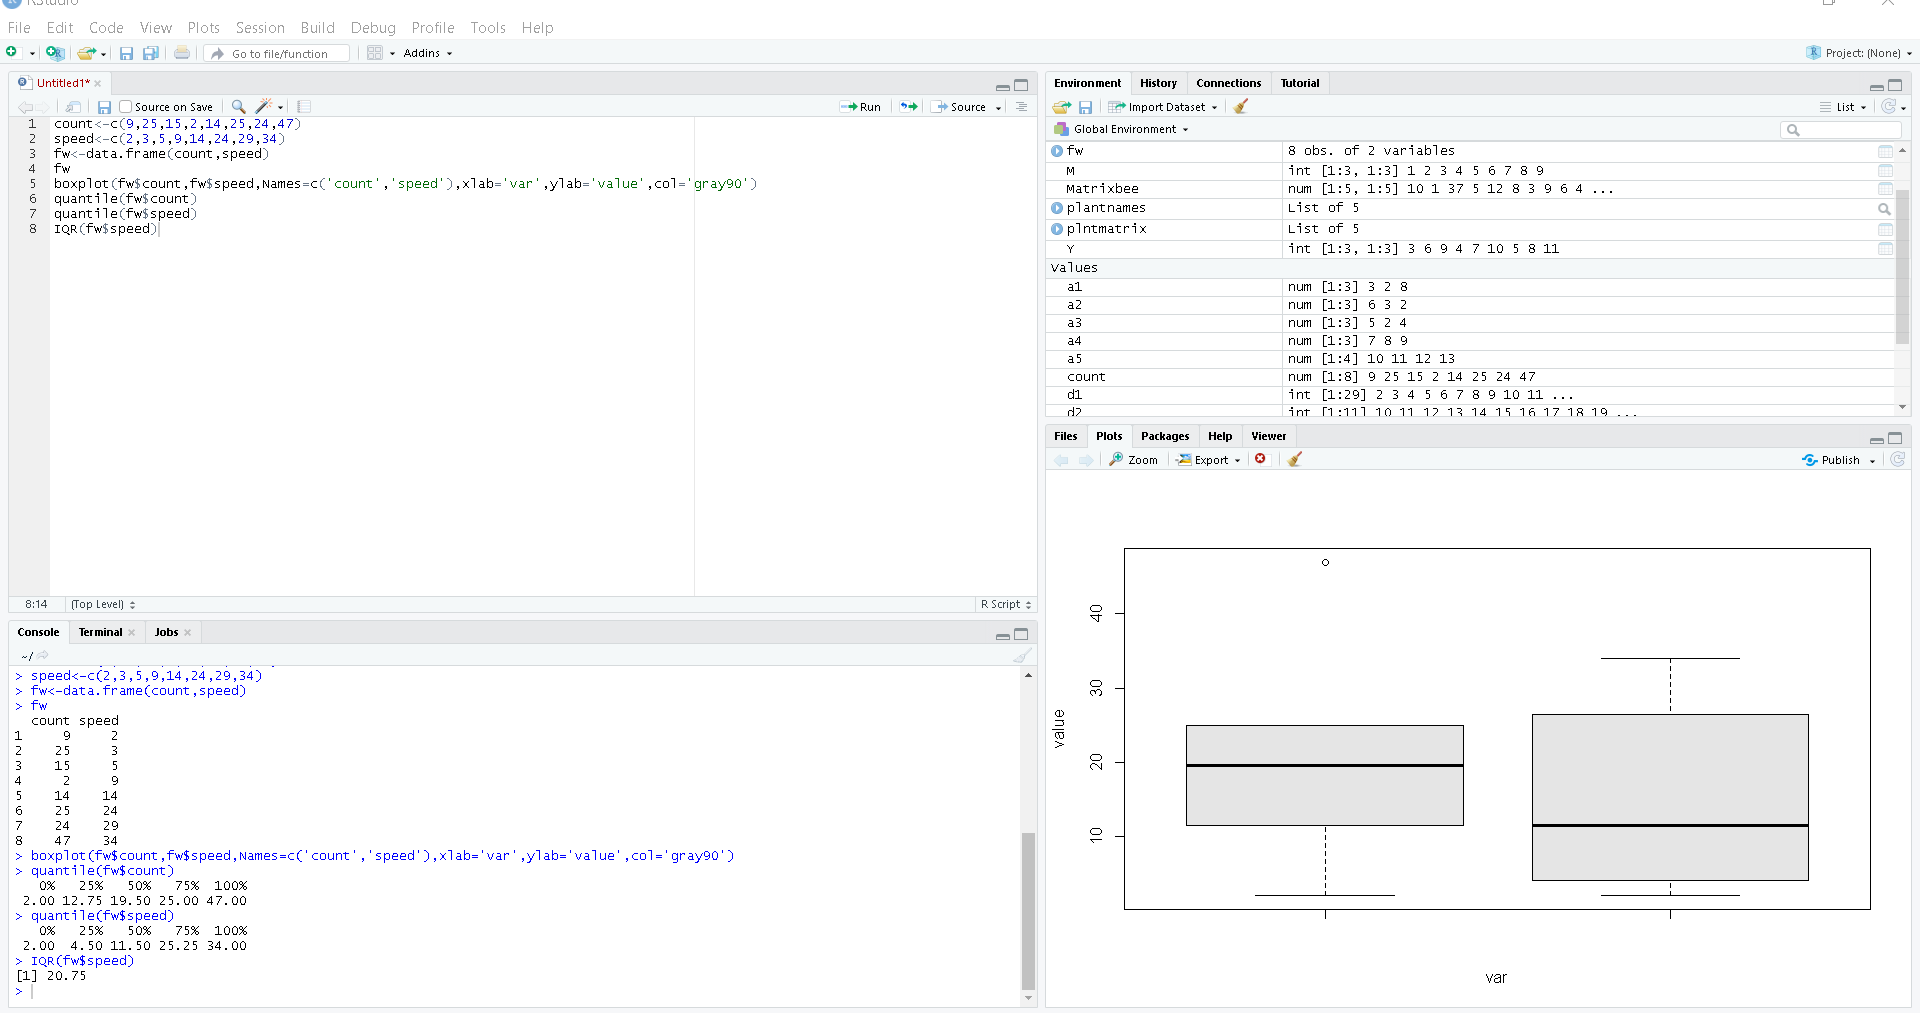 RStudio
File Edit Code View Plots Session Build Debug Profile Tools Help
Go to file/function Addins Project: (None)
Untitled1*
Source on Save Run Source
1 count<-c(9,25,15,2,14,25,24,47)
2 speed<-c(2,3,5,9,14,24,29,34)
3 fw<-data.frame(count,speed)
4 fw
5 boxplot(fw$count,fw$speed,Names=c('count','speed'),xlab='var',ylab='value',col='gray90')
6 quantile(fw$count)
7 quantile(fw$speed)
8 IQR(fw$speed)
8:14 (Top Level) R Script
Console Terminal Jobs
~/
> speed<-c(2,3,5,9,14,24,29,34)
> fw<-data.frame(count,speed)
> fw
count speed
1 9 2
2 25 3
3 15 5
4 2 9
5 14 14
6 25 24
7 24 29
8 47 34
> boxplot(fw$count,fw$speed,Names=c('count','speed'),xlab='var',ylab='value',col='gray90')
> quantile(fw$count)
0% 25% 50% 75% 100%
2.00 12.75 19.50 25.00 47.00
> quantile(fw$speed)
0% 25% 50% 75% 100%
2.00 4.50 11.50 25.25 34.00
> IQR(fw$speed)
[1] 20.75
>
Environment History Connections Tutorial
Import Dataset List
Global Environment
fw 8 obs. of 2 variables
M int [1:3, 1:3] 1 2 3 4 5 6 7 8 9
Matrixbee num [1:5, 1:5] 10 1 37 5 12 8 3 9 6 4 ...
plantnames List of 5
plntmatrix List of 5
Y int [1:3, 1:3] 3 6 9 4 7 10 5 8 11
Values
a1 num [1:3] 3 2 8
a2 num [1:3] 6 3 2
a3 num [1:3] 5 2 4
a4 num [1:3] 7 8 9
a5 num [1:4] 10 11 12 13
count num [1:8] 9 25 15 2 14 25 24 47
d1 int [1:29] 2 3 4 5 6 7 8 9 10 11 ...
d2 int [1:11] 10 11 12 13 14 15 16 17 18 19 ...
Files Plots Packages Help Viewer
Zoom Export Publish
40
30
20
10
value
var